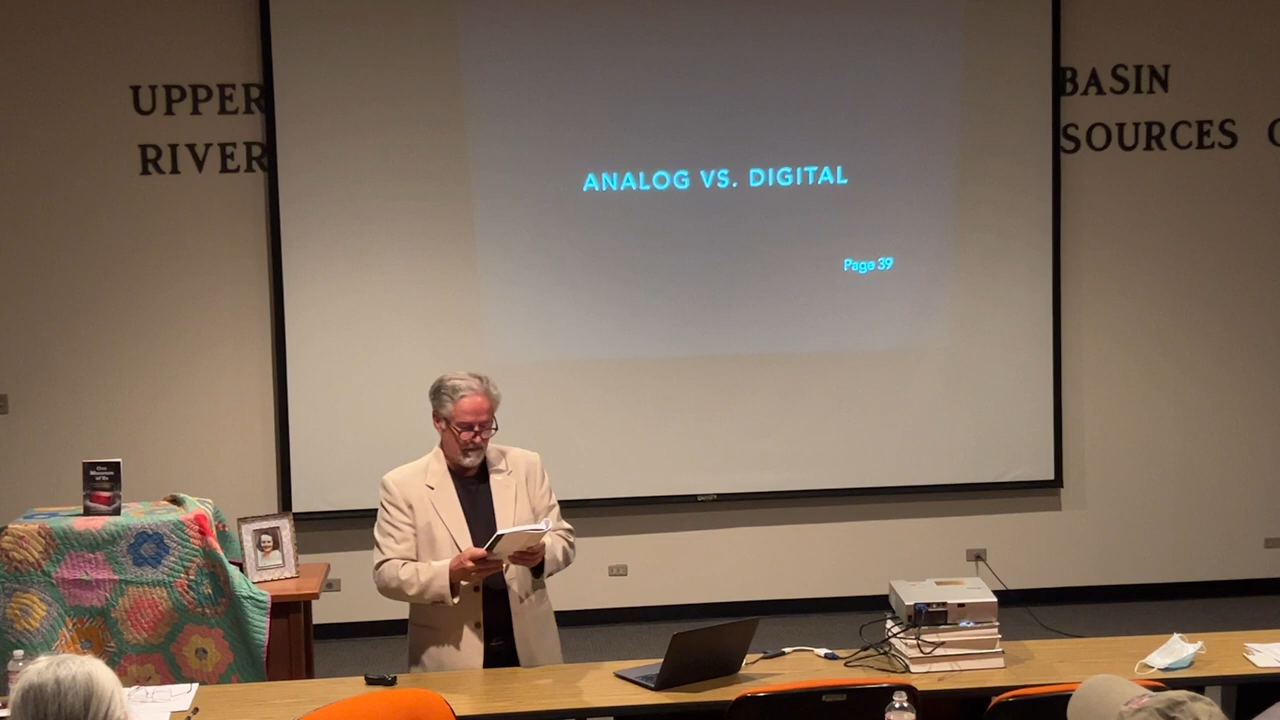 UPPER
BASIN
RIVER
SOURCES
ANALOG VS. DIGITAL
Page 39